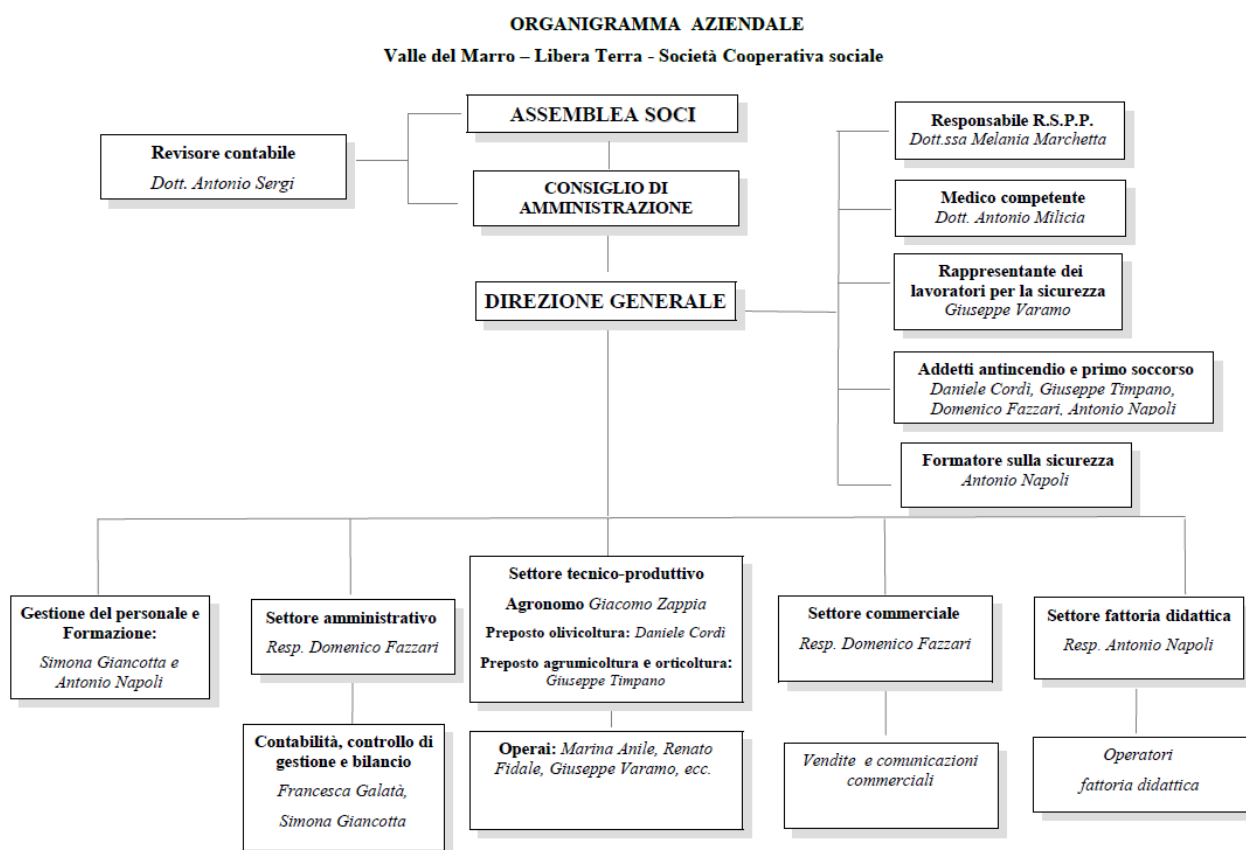 ORGANIGRAMMA AZIENDALE
Valle del Marro – Libera Terra - Società Cooperativa sociale
ASSEMBLEA SOCI
Revisore contabile
Dott. Antonio Sergi
CONSIGLIO DI
AMMINISTRAZIONE
DIREZIONE GENERALE
Responsabile R.S.P.P.
Dott.ssa Melania Marchetta
Medico competente
Dott. Antonio Milicia
Rappresentante dei
lavoratori per la sicurezza
Giuseppe Varamo
Addetti antincendio e primo soccorso
Daniele Cordì, Giuseppe Timpano,
Domenico Fazzari, Antonio Napoli
Formatore sulla sicurezza
Antonio Napoli
Gestione del personale e
Formazione:
Simona Giancotta e
Antonio Napoli
Settore amministrativo
Resp. Domenico Fazzari
Contabilità, controllo di
gestione e bilancio
Francesca Galatà,
Simona Giancotta
Settore tecnico-produttivo
Agronomo Giacomo Zappia
Preposto olivicoltura: Daniele Cordì
Preposto agrumicoltura e orticoltura:
Giuseppe Timpano
Operai: Marina Anile, Renato
Fidale, Giuseppe Varamo, ecc.
Settore commerciale
Resp. Domenico Fazzari
Vendite e comunicazioni
commerciali
Settore fattoria didattica
Resp. Antonio Napoli
Operatori
fattoria didattica